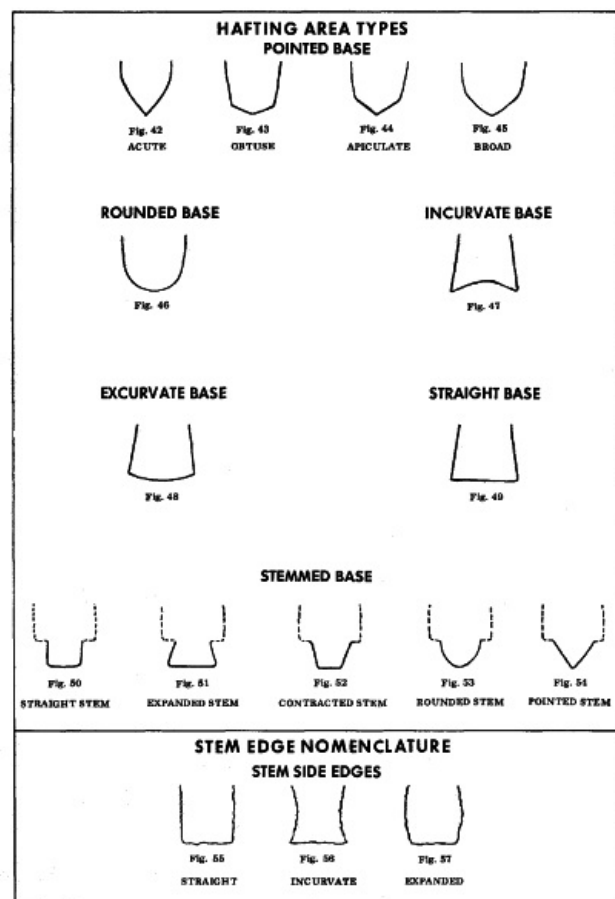 HAFTING AREA TYPES
POINTED BASE
Fig. 42 Fig. 43 Fig. 44 Fig. 45
ACUTE OBTUSE APICULATE BROAD
ROUNDED BASE INCURVATE BASE
Fig. 46 Fig. 47
EXCURVATE BASE STRAIGHT BASE
Fig. 48 Fig. 49
STEMMED BASE
Fig. 50 Fig. 51 Fig. 52 Fig. 53 Fig. 54
STRAIGHT STEM EXPANDED STEM CONTRACTED STEM ROUNDED STEM POINTED STEM
STEM EDGE NOMENCLATURE
STEM SIDE EDGES
Fig. 55 Fig. 56 Fig. 57
STRAIGHT INCURVATE EXPANDED